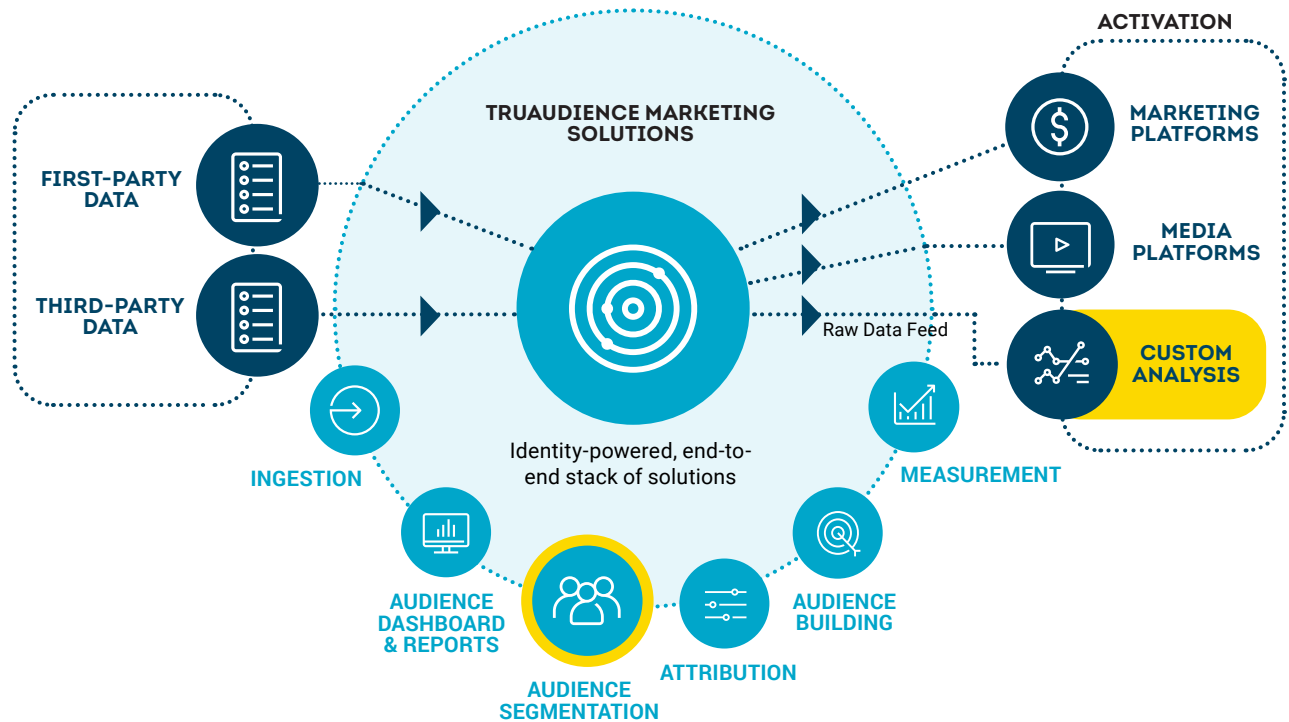 ACTIVATION
TRUAUDIENCE MARKETING
SOLUTIONS
FIRST-PARTY
DATA
THIRD-PARTY
DATA
MARKETING
PLATFORMS
MEDIA
PLATFORMS
Raw Data Feed
CUSTOM
ANALYSIS
Identity-powered, end-to-
end stack of solutions
INGESTION
AUDIENCE
DASHBOARD
& REPORTS
AUDIENCE
SEGMENTATION
ATTRIBUTION
AUDIENCE
BUILDING
MEASUREMENT